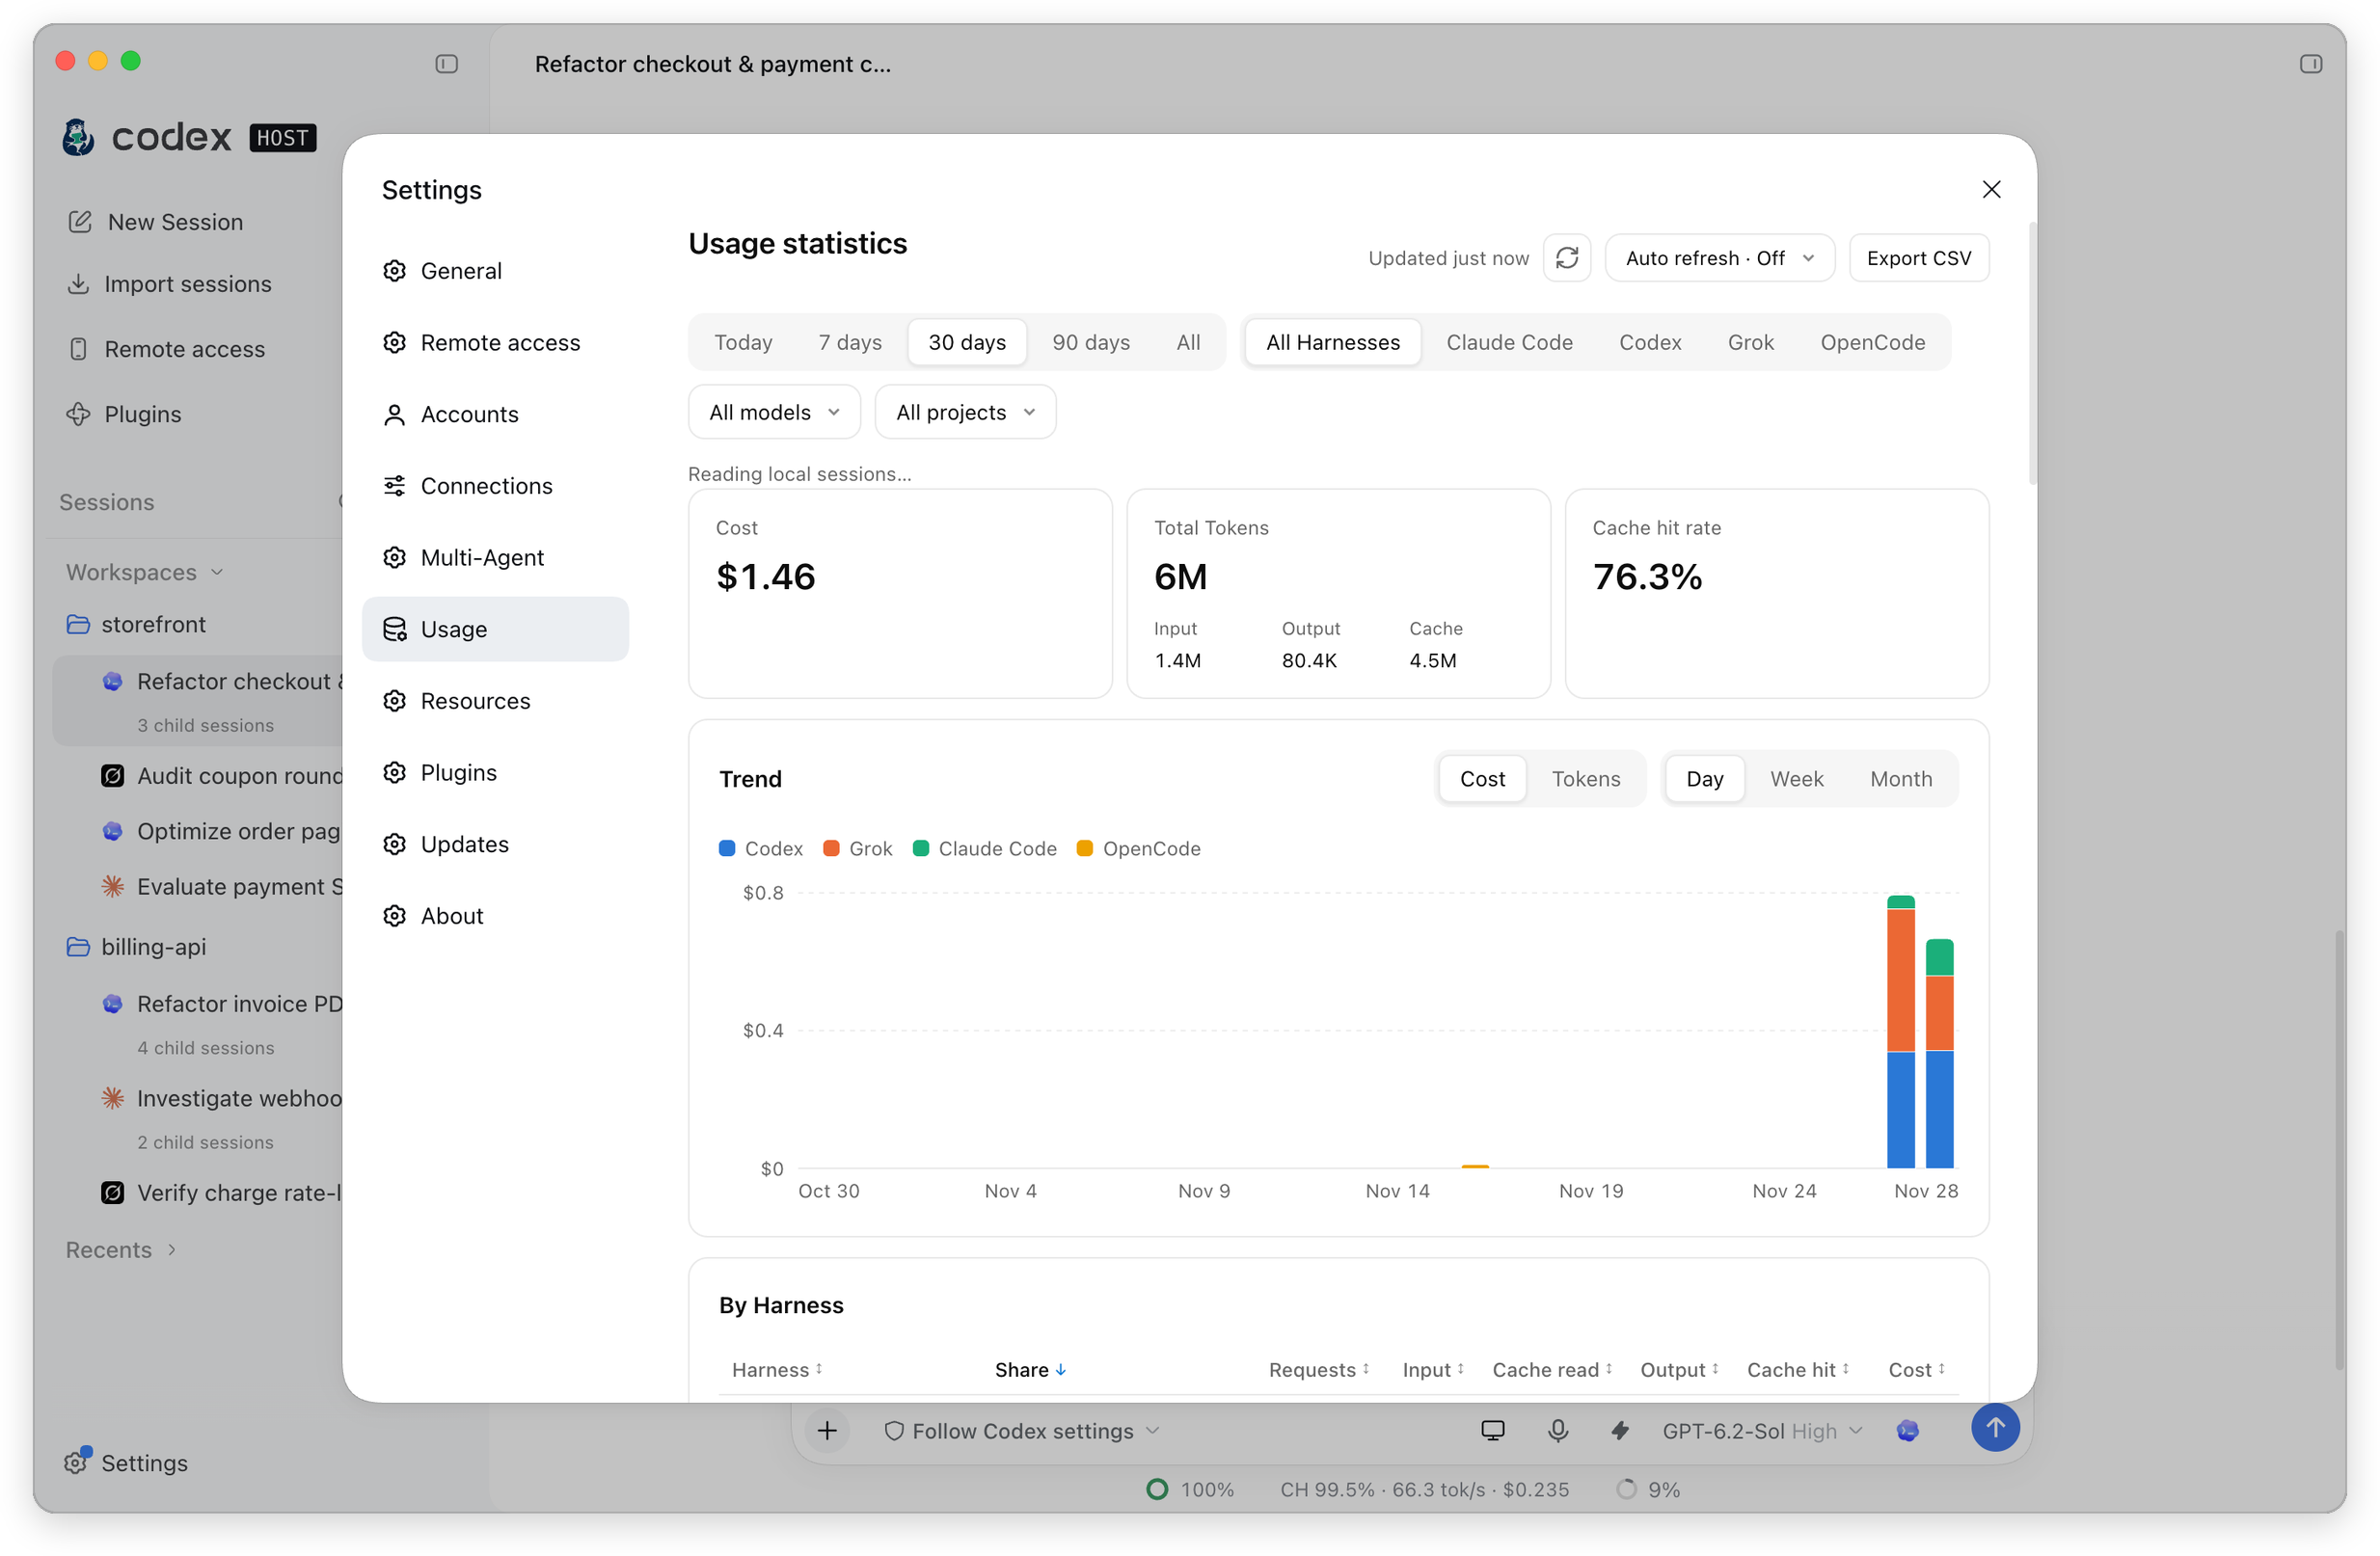 Refactor checkout & payment c...
codex HOST
New Session
Import sessions
Remote access
Plugins
Sessions
Workspaces
storefront
Refactor checkout &
3 child sessions
Audit coupon round
Optimize order pag
Evaluate payment S
billing-api
Refactor invoice PD
4 child sessions
Investigate webhoo
2 child sessions
Verify charge rate-l
Recents
Settings
Settings
General
Remote access
Accounts
Connections
Multi-Agent
Usage
Resources
Plugins
Updates
About
Usage statistics
Updated just now
Auto refresh · Off
Export CSV
Today 7 days 30 days 90 days All
All Harnesses Claude Code Codex Grok OpenCode
All models All projects
Reading local sessions...
Cost
$1.46
Total Tokens
6M
Input Output Cache
1.4M 80.4K 4.5M
Cache hit rate
76.3%
Trend
Cost Tokens
Day Week Month
Codex Grok Claude Code OpenCode
$0.8
$0.4
$0
Oct 30 Nov 4 Nov 9 Nov 14 Nov 19 Nov 24 Nov 28
By Harness
Harness Share Requests Input Cache read Output Cache hit Cost
Follow Codex settings
GPT-6.2-Sol High
100% CH 99.5% · 66.3 tok/s · $0.235 9%